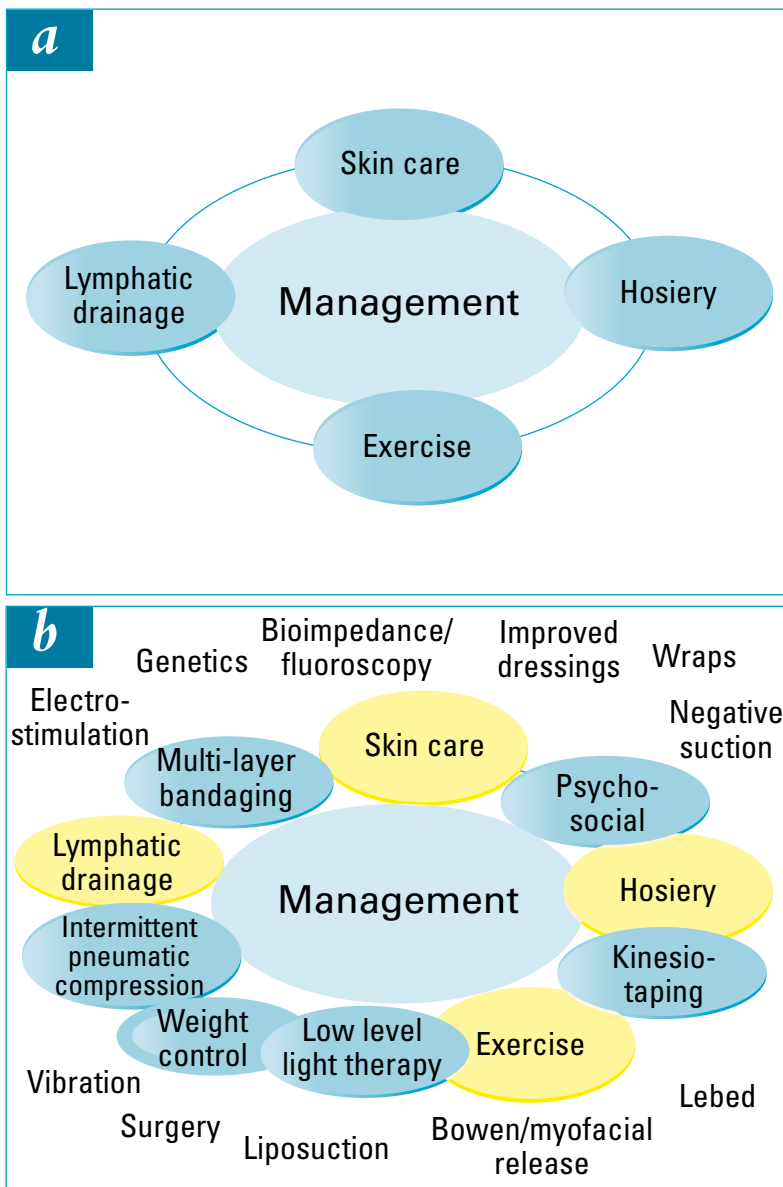 a
Skin care
Lymphatic
drainage
Management
Hosiery
Exercise
b
Genetics
Bioimpedance/
fluoroscopy
Improved
dressings
Wraps
Electro-
stimulation
Negative
suction
Multi-layer
bandaging
Skin care
Psycho-
social
Lymphatic
drainage
Management
Hosiery
Intermittent
pneumatic
compression
Kinesio-
taping
Weight
control
Low level
light therapy
Exercise
Vibration
Surgery
Liposuction
Bowen/myofacial
release
Lebed